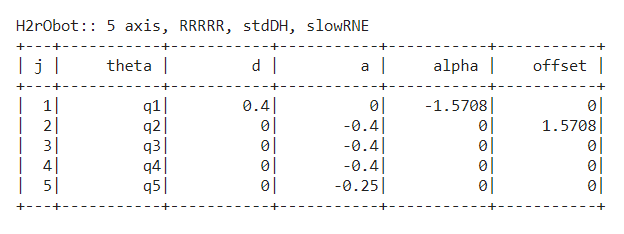 H2rObot:: 5 axis, RRRRR, stdDH, slowRNE
+---+-----------+-----------+-----------+-----------+-----------+
| j |     theta |         d |         a |     alpha |    offset |
+---+-----------+-----------+-----------+-----------+-----------+
|  1|         q1|        0.4|          0|    -1.5708|          0|
|  2|         q2|          0|       -0.4|          0|     1.5708|
|  3|         q3|          0|       -0.4|          0|          0|
|  4|         q4|          0|       -0.4|          0|          0|
|  5|         q5|          0|      -0.25|          0|          0|
+---+-----------+-----------+-----------+-----------+-----------+